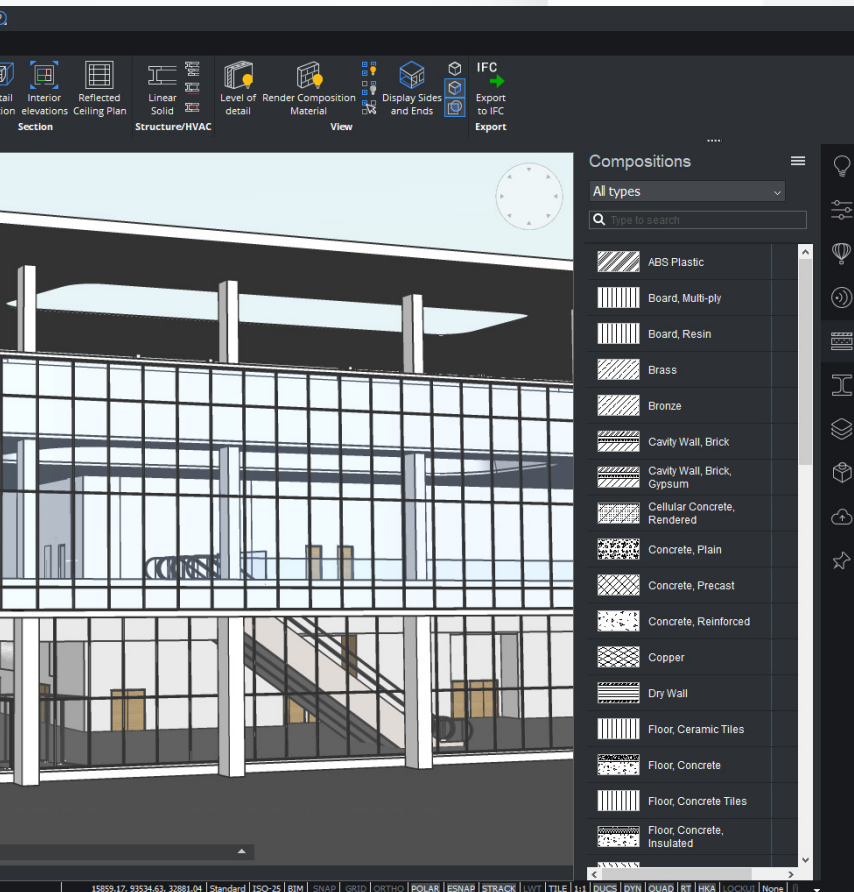 IFC
tail Interior Reflected Linear Level of Render Composition Display Sides Export
ion elevations Ceiling Plan Solid detail Material and Ends to IFC
Section Structure/HVAC View Export
Compositions
All types
Type to search
ABS Plastic
Board, Multi-ply
Board, Resin
Brass
Bronze
Cavity Wall, Brick
Cavity Wall, Brick,
Gypsum
Cellular Concrete,
Rendered
Concrete, Plain
Concrete, Precast
Concrete, Reinforced
Copper
Dry Wall
Floor, Ceramic Tiles
Floor, Concrete
Floor, Concrete Tiles
Floor, Concrete,
Insulated
15859.17, 93534.63, 32881.04 Standard ISO-25 BIM SNAP GRID ORTHO POLAR ESNAP STRACK LWT TILE 1:1 DUCS DYN QUAD RT HKA LOCKUI None